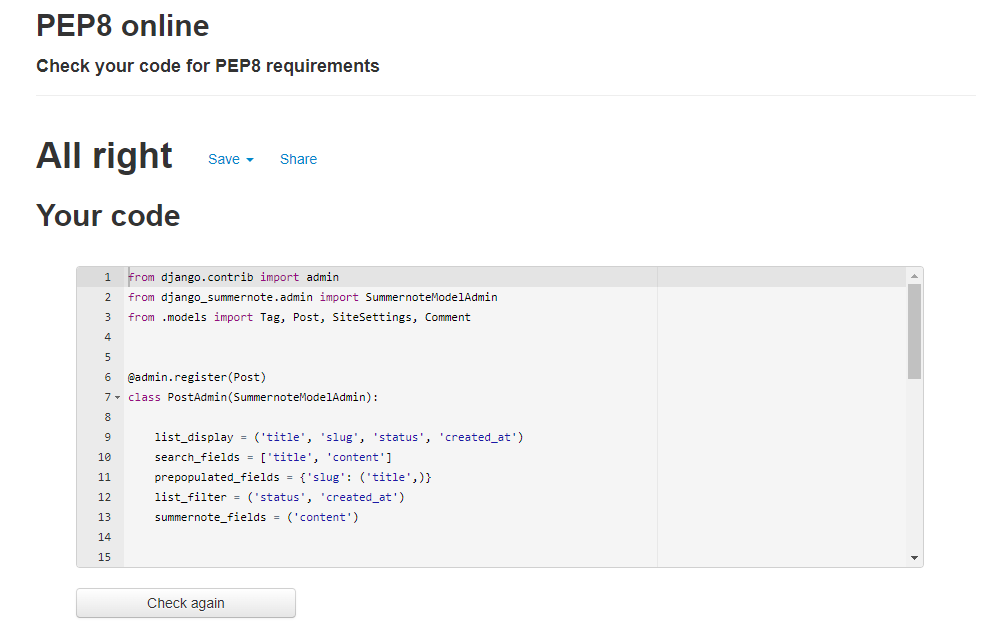 PEP8 online
Check your code for PEP8 requirements
All right Save Share
Your code
1 from django.contrib import admin
2 from django_summernote.admin import SummernoteModelAdmin
3 from .models import Tag, Post, SiteSettings, Comment
4
5
6 @admin.register(Post)
7 class PostAdmin(SummernoteModelAdmin):
8
9 list_display = ('title', 'slug', 'status', 'created_at')
10 search_fields = ['title', 'content']
11 prepopulated_fields = {'slug': ('title',)}
12 list_filter = ('status', 'created_at')
13 summernote_fields = ('content')
14
15
Check again